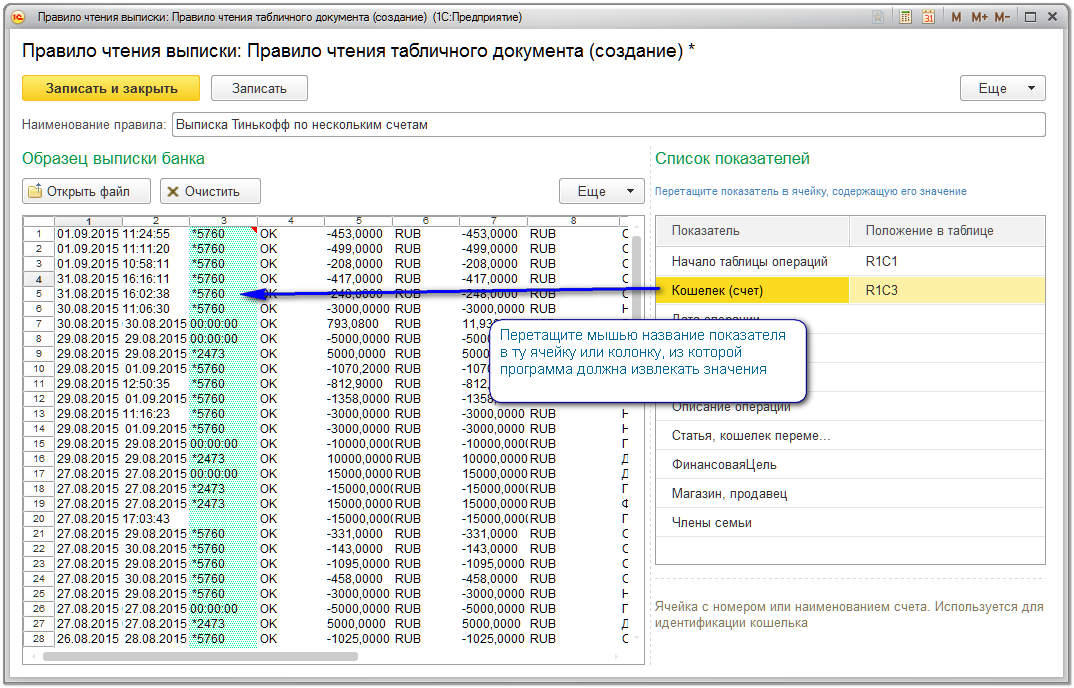 Правило чтения выписки: Правило чтения табличного документа (создание) (1С:Предприятие)
31 M M+ M-
Правило чтения выписки: Правило чтения табличного документа (создание) *
Записать и закрыть Записать Еще
Наименование правила: Выписка Тинькофф по нескольким счетам
Образец выписки банка
Открыть файл Очистить Еще
1 2 3 4 5 6 7 8
1 01.09.2015 11:24:55 *5760 OK -453,0000 RUB -453,0000 RUB
2 01.09.2015 11:11:20 *5760 OK -499,0000 RUB -499,0000 RUB
3 01.09.2015 10:58:11 *5760 OK -208,0000 RUB -208,0000 RUB
4 31.08.2015 16:16:11 *5760 OK -417,0000 RUB -417,0000 RUB
5 31.08.2015 16:02:38 *5760 OK -248,0000 RUB -248,0000 RUB
6 30.08.2015 11:06:30 *5760 OK -3000,0000 RUB -3000,0000 RUB Н
7 30.08.2015 30.08.2015 00:00:00 OK 793,0800 RUB 11,93
8 29.08.2015 29.08.2015 00:00:00 OK -5000,0000 RUB -5000
9 29.08.2015 29.08.2015 *2473 OK 5000,0000 RUB 5000
10 29.08.2015 01.09.2015 *5760 OK -1070,2000 RUB -1070
11 29.08.2015 12:50:35 *5760 OK -812,9000 RUB -812,9
12 29.08.2015 01.09.2015 *5760 OK -1358,0000 RUB -1358
13 29.08.2015 11:16:23 *5760 OK -3000,0000 RUB -3000,0000 RUB Н
14 29.08.2015 01.09.2015 *5760 OK -3000,0000 RUB -3000,0000 RUB Н
15 29.08.2015 29.08.2015 00:00:00 OK -10000,0000 RUB -10000,000 RUB П
16 29.08.2015 29.08.2015 *2473 OK 10000,0000 RUB 10000,0000 RUB Д
17 27.08.2015 27.08.2015 00:00:00 OK 15000,0000 RUB 15000,0000 RUB Д
18 27.08.2015 27.08.2015 *2473 OK -15000,000 RUB -15000,000 RUB П
19 27.08.2015 27.08.2015 *2473 OK 15000,0000 RUB 15000,0000 RUB Ф
20 27.08.2015 17:03:43 OK -15000,000 RUB -15000,000 RUB П
21 27.08.2015 29.08.2015 *5760 OK -331,0000 RUB -331,0000 RUB С
22 27.08.2015 30.08.2015 *5760 OK -143,0000 RUB -143,0000 RUB С
23 27.08.2015 29.08.2015 *5760 OK -1095,0000 RUB -1095,0000 RUB С
24 27.08.2015 30.08.2015 *5760 OK -458,0000 RUB -458,0000 RUB С
25 27.08.2015 29.08.2015 *5760 OK -3000,0000 RUB -3000,0000 RUB Н
26 27.08.2015 27.08.2015 00:00:00 OK -5000,0000 RUB -5000,0000 RUB П
27 27.08.2015 27.08.2015 *2473 OK 5000,0000 RUB 5000,0000 RUB Д
28 26.08.2015 28.08.2015 *5760 OK -1025,0000 RUB -1025,0000 RUB С
Список показателей
Перетащите показатель в ячейку, содержащую его значение
Показатель Положение в таблице
Начало таблицы операций R1C1
Кошелек (счет) R1C3
Дата операции
Описание операции
Статья, кошелек переме...
ФинансоваяЦель
Магазин, продавец
Члены семьи
Перетащите мышью название показателя
в ту ячейку или колонку, из которой
программа должна извлекать значения
Ячейка с номером или наименованием счета. Используется для
идентификации кошелька